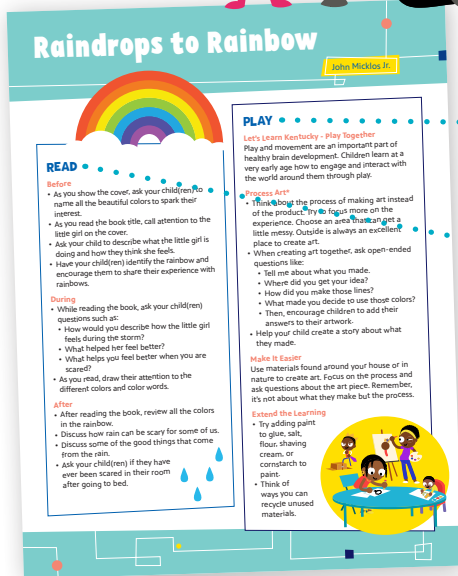 Raindrops to Rainbow
John Micklos Jr.
READ
Before
• As you show the cover, ask your child(ren) to
name all the beautiful colors to spark their
interest.
• As you read the book title, call attention to the
little girl on the cover.
• Ask your child to describe what the little girl is
doing and how they think she feels.
• Have your child(ren) identify the rainbow and
encourage them to share their experience with
rainbows.
During
• While reading the book, ask your child(ren)
questions such as:
• How would you describe how the little girl
feels during the storm?
• What helped her feel better?
• What helps you feel better when you are
scared?
• As you read, draw their attention to the
different colors and color words.
After
• After reading the book, review all the colors
in the rainbow.
• Discuss how rain can be scary for some of us.
• Discuss some of the good things that come
from the rain.
• Ask your child(ren) if they have
ever been scared in their room
after going to bed.
PLAY
Let's Learn Kentucky - Play Together
Play and movement are an important part of
healthy brain development. Children learn at a
very early age how to engage and interact with
the world around them through play.
Process Art*
• Think about the process of making art instead
of the product. Try to focus more on the
experience. Choose an area that can get a
little messy. Outside is always an excellent
place to create art.
• When creating art together, ask open-ended
questions like:
• Tell me about what you made.
• Where did you get your idea?
• How did you make those lines?
• What made you decide to use those colors?
• Then, encourage children to add their
answers to their artwork.
• Help your child create a story about what
they made.
Make It Easier
Use materials found around your house or in
nature to create art. Focus on the process and
ask questions about the art piece. Remember,
it's not about what they make but the process.
Extend the Learning
• Try adding paint
to glue, salt,
flour, shaving
cream, or
cornstarch to
paint.
• Think of
ways you can
recycle unused
materials.